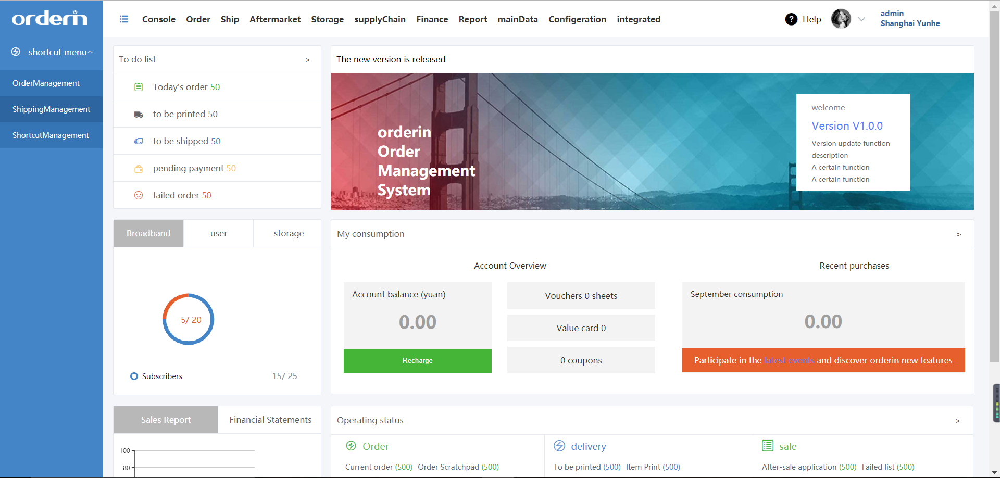 orderin
Console Order Ship Aftermarket Storage supplyChain Finance Report mainData Configeration integrated
? Help
admin
Shanghai Yunhe
shortcut menu
OrderManagement
ShippingManagement
ShortcutManagement
To do list >
Today's order 50
to be printed 50
to be shipped 50
pending payment 50
failed order 50
The new version is released
orderin
Order
Management
System
welcome
Version V1.0.0
Version update function
description
A certain function
A certain function
Broadband user storage
5/ 20
Subscribers 15/ 25
My consumption >
Account Overview
Account balance (yuan)
0.00
Recharge
Vouchers 0 sheets
Value card 0
0 coupons
Recent purchases
September consumption
0.00
Participate in the latest events and discover orderin new features
Sales Report Financial Statements
100
80
Operating status >
Order
Current order (500) Order Scratchpad (500)
delivery
To be printed (500) Item Print (500)
sale
After-sale application (500) Failed list (500)